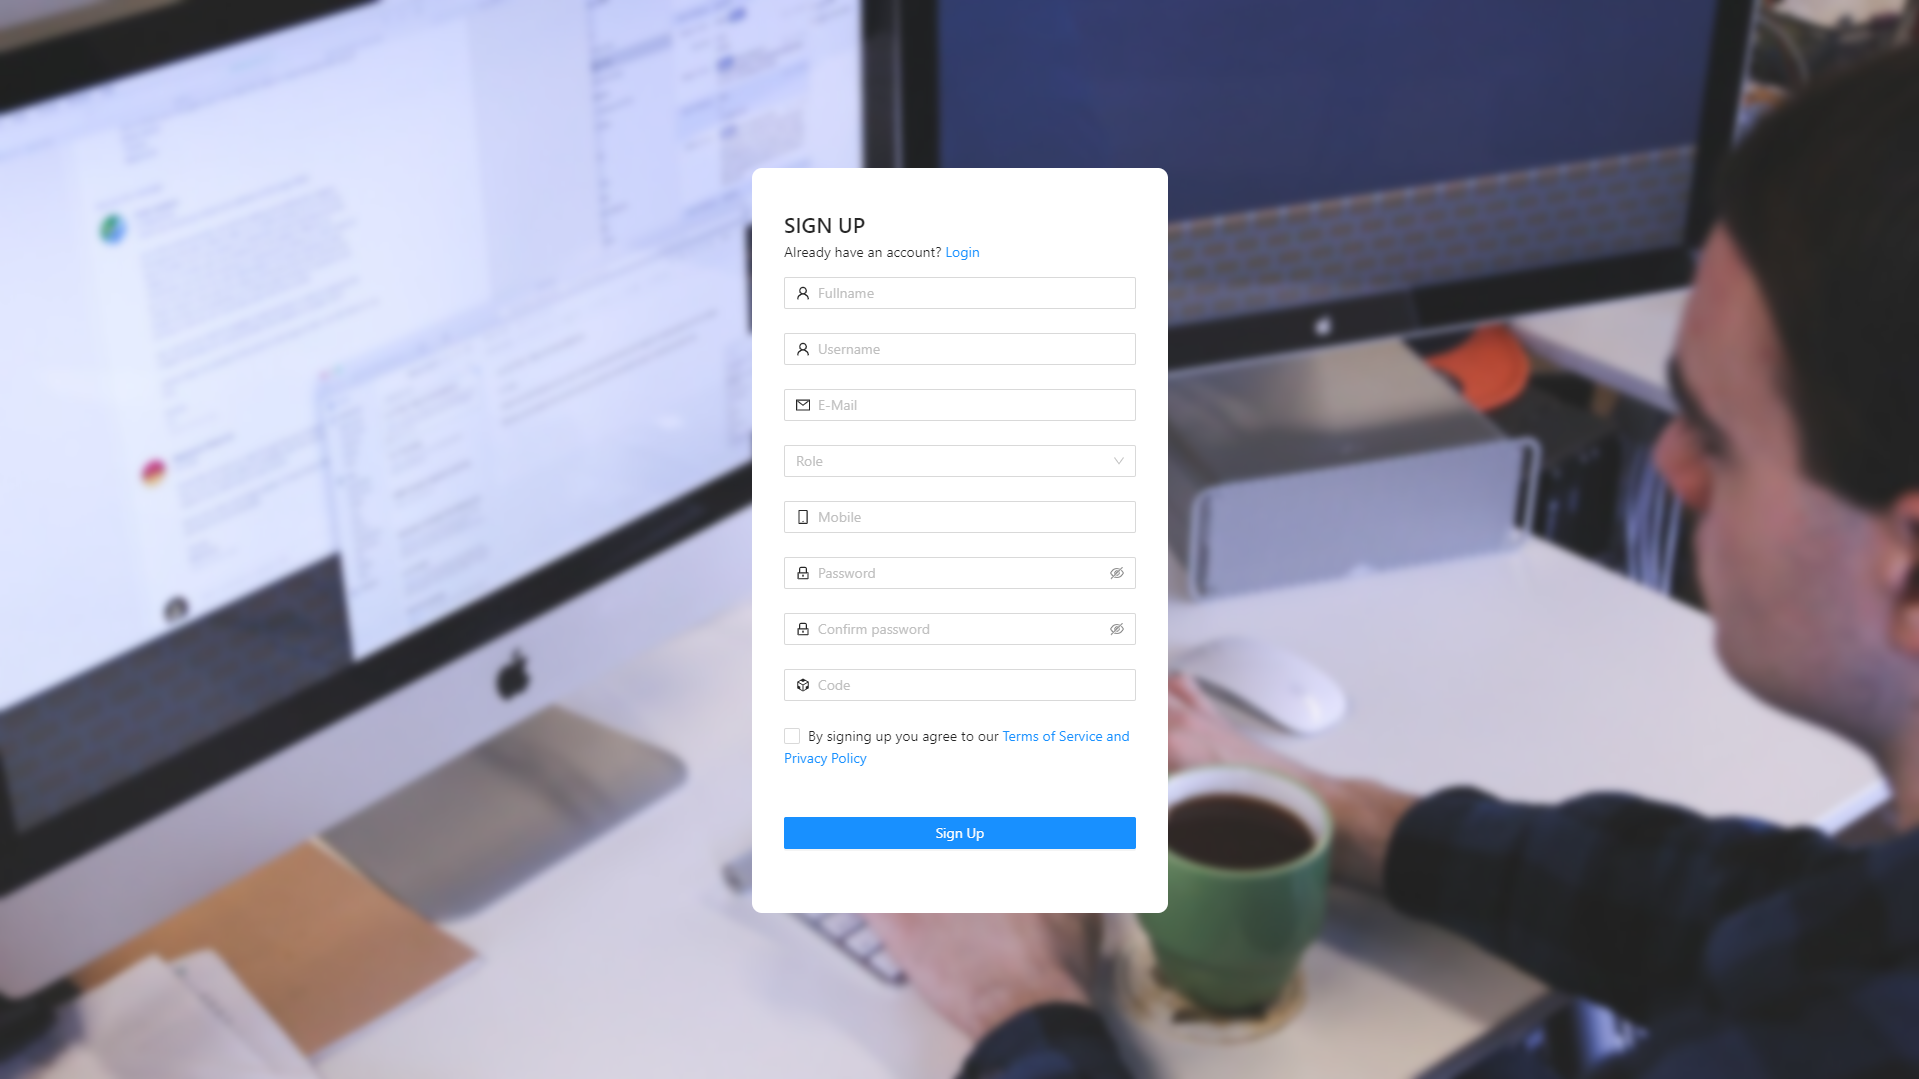 SIGN UP
Already have an account? Login
Fullname
Username
E-Mail
Role
Mobile
Password
Confirm password
Code
By signing up you agree to our Terms of Service and
Privacy Policy
Sign Up